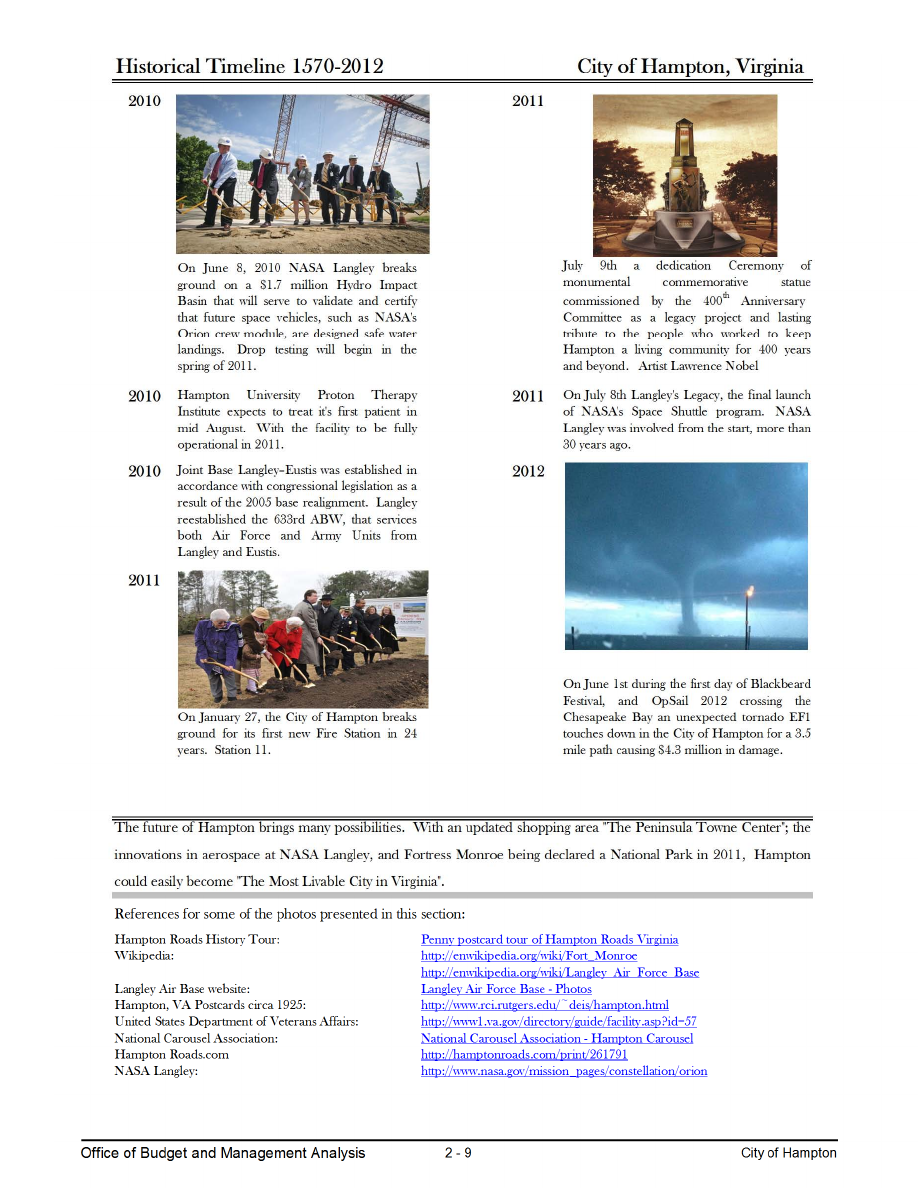 Historical Timeline 1570-2012
City of Hampton, Virginia
2010
On June 8, 2010 NASA Langley breaks
ground on a $1.7 million Hydro Impact
Basin that will serve to validate and certify
that future space vehicles, such as NASA's
Orion crew module, are designed safe water
landings. Drop testing will begin in the
spring of 2011.
2010
Hampton University Proton Therapy
Institute expects to treat it's first patient in
mid August. With the facility to be fully
operational in 2011.
2010
Joint Base Langley–Eustis was established in
accordance with congressional legislation as a
result of the 2005 base realignment. Langley
reestablished the 633rd ABW, that services
both Air Force and Army Units from
Langley and Eustis.
2011
On January 27, the City of Hampton breaks
ground for its first new Fire Station in 24
years. Station 11.
2011
July 9th a dedication Ceremony of
monumental commemorative statue
commissioned by the 400th Anniversary
Committee as a legacy project and lasting
tribute to the people who worked to keep
Hampton a living community for 400 years
and beyond. Artist Lawrence Nobel
2011
On July 8th Langley's Legacy, the final launch
of NASA's Space Shuttle program. NASA
Langley was involved from the start, more than
30 years ago.
2012
On June 1st during the first day of Blackbeard
Festival, and OpSail 2012 crossing the
Chesapeake Bay an unexpected tornado EF1
touches down in the City of Hampton for a 3.5
mile path causing $4.3 million in damage.
The future of Hampton brings many possibilities. With an updated shopping area "The Peninsula Towne Center"; the
innovations in aerospace at NASA Langley, and Fortress Monroe being declared a National Park in 2011, Hampton
could easily become "The Most Livable City in Virginia".
References for some of the photos presented in this section:
Hampton Roads History Tour: Penny postcard tour of Hampton Roads Virginia
Wikipedia: http://enwikipedia.org/wiki/Fort_Monroe
http://enwikipedia.org/wiki/Langley_Air_Force_Base
Langley Air Base website: Langley Air Force Base - Photos
Hampton, VA Postcards circa 1925: http://www.rci.rutgers.edu/~deis/hampton.html
United States Department of Veterans Affairs: http://www1.va.gov/directory/guide/facility.asp?id=57
National Carousel Association: National Carousel Association - Hampton Carousel
Hampton Roads.com http://hamptonroads.com/print/261791
NASA Langley: http://www.nasa.gov/mission_pages/constellation/orion
Office of Budget and Management Analysis 2 - 9 City of Hampton